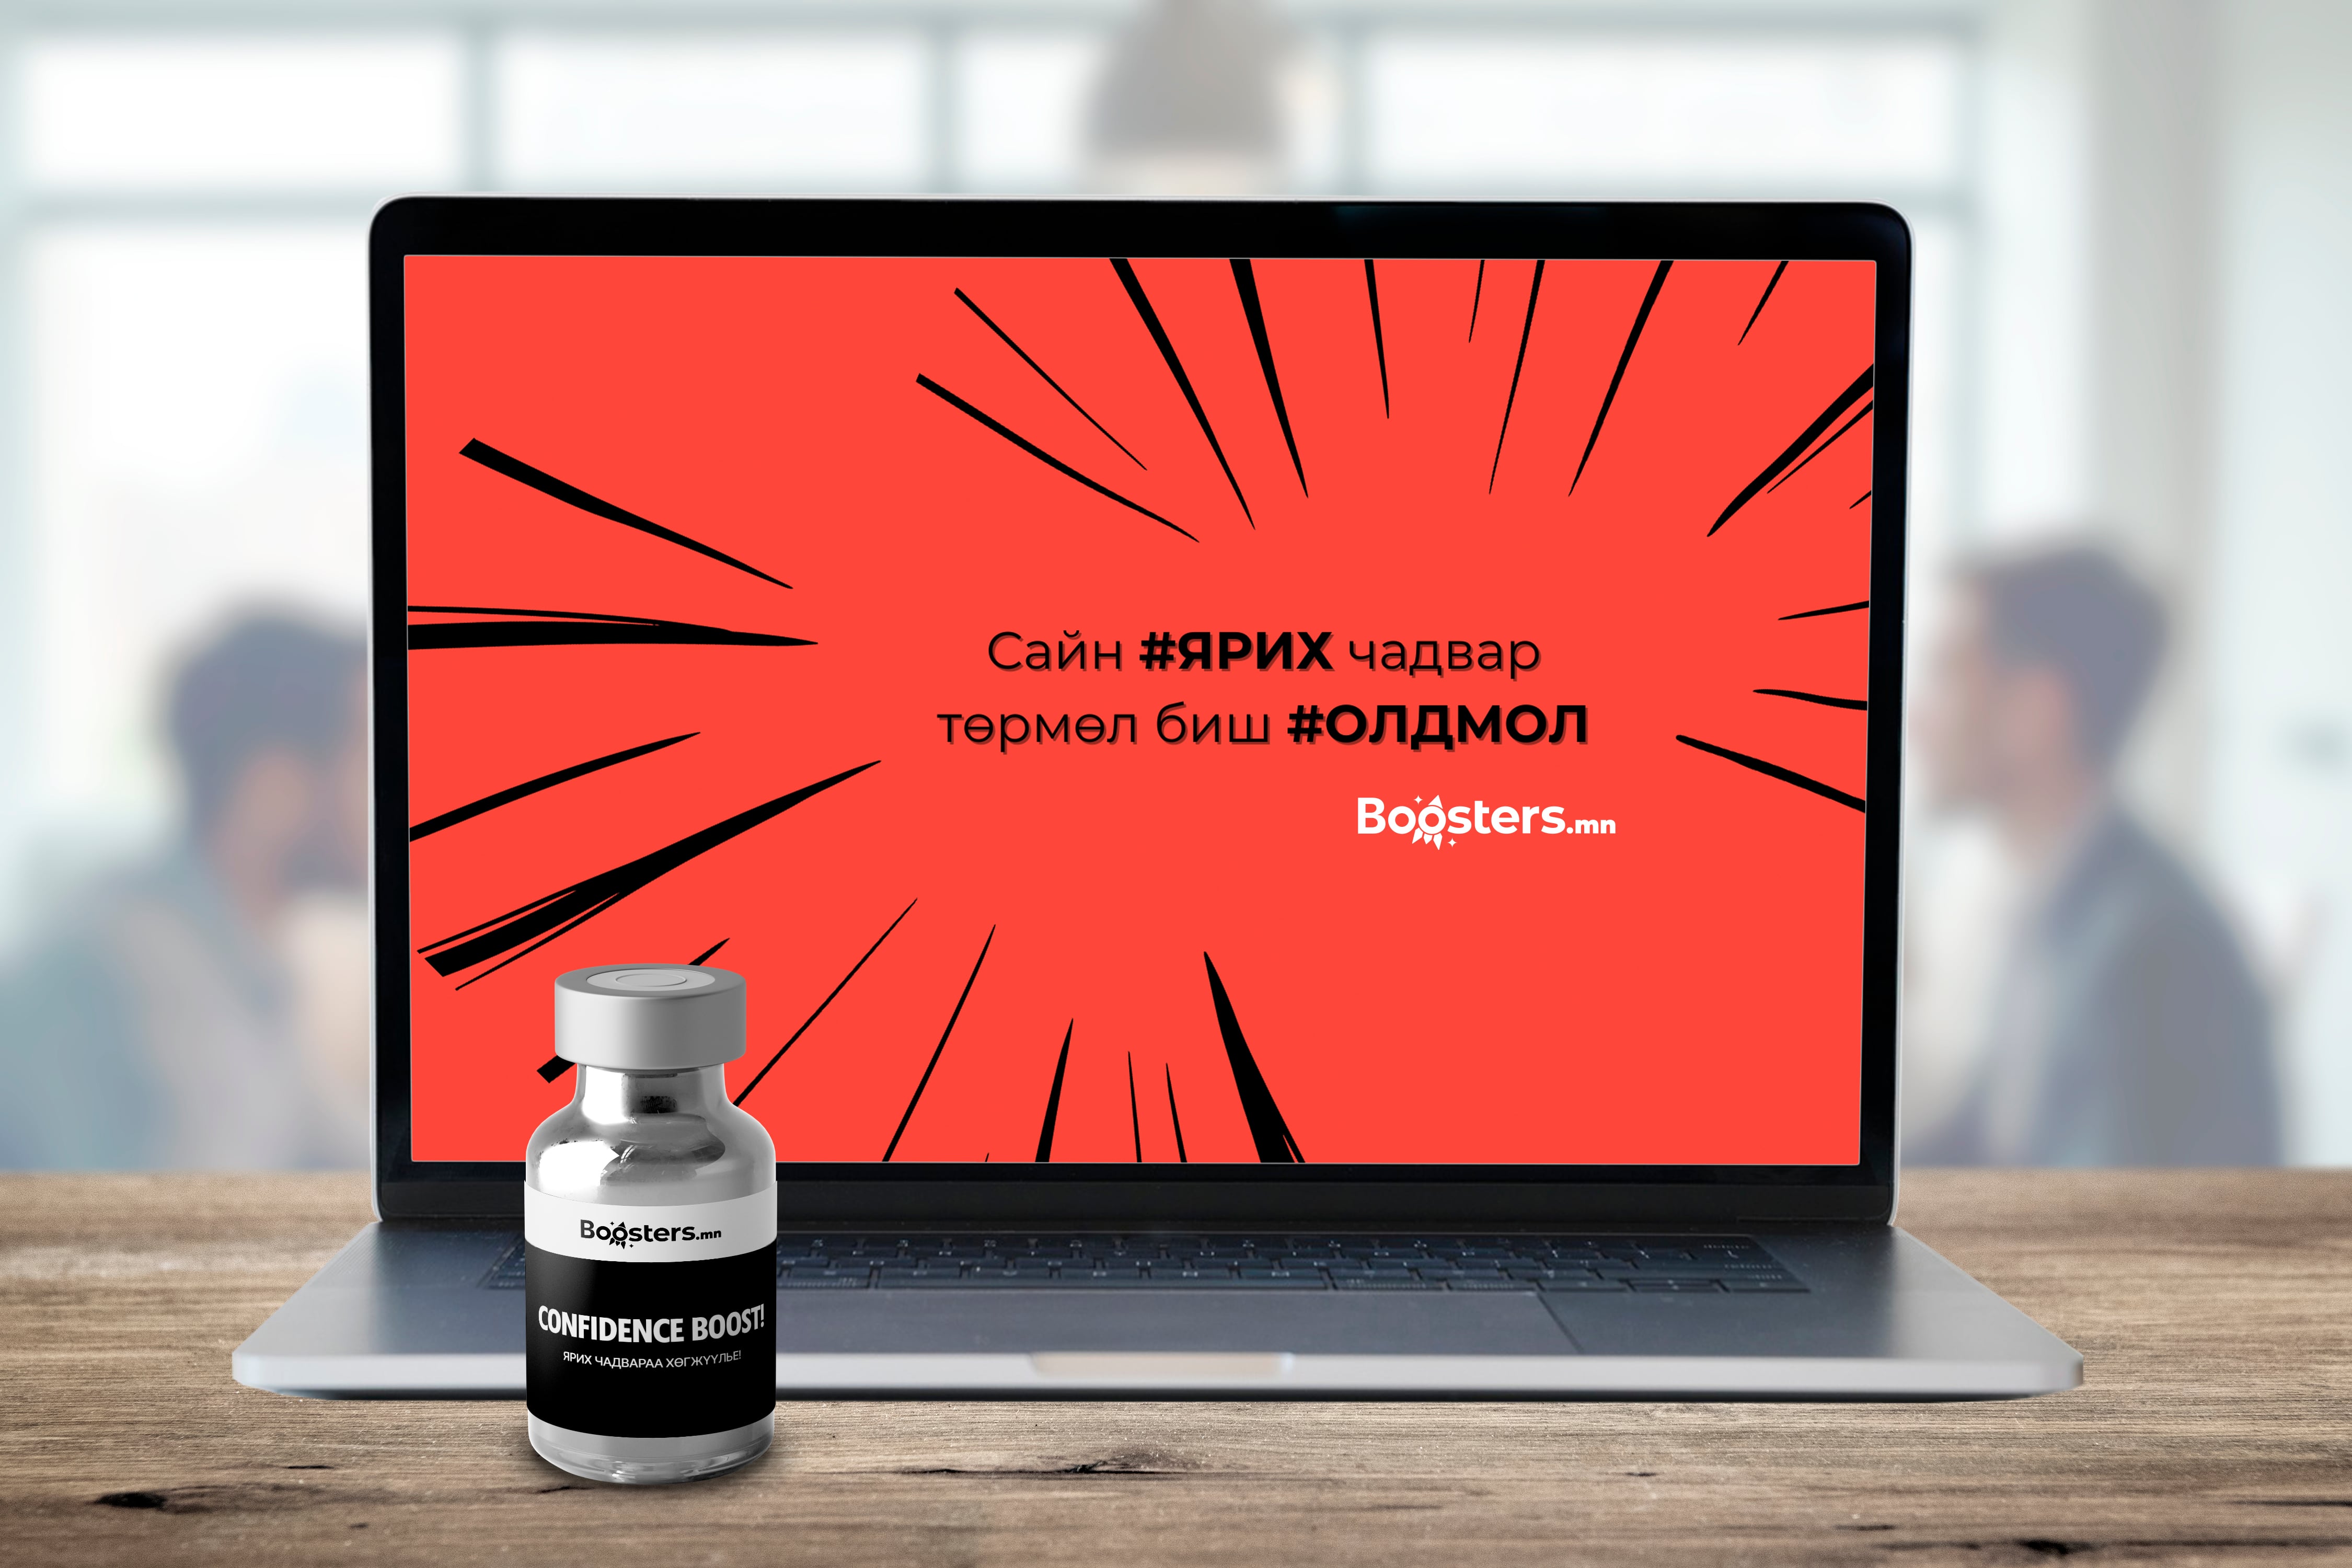 Сайн #ЯРИХ чадвар
төрмөл биш #ОЛДМОЛ
Boosters.mn
Boosters.mn
CONFIDENCE BOOST!
ЯРИХ ЧАДВАРАА ХӨГЖҮҮЛЬЕ!